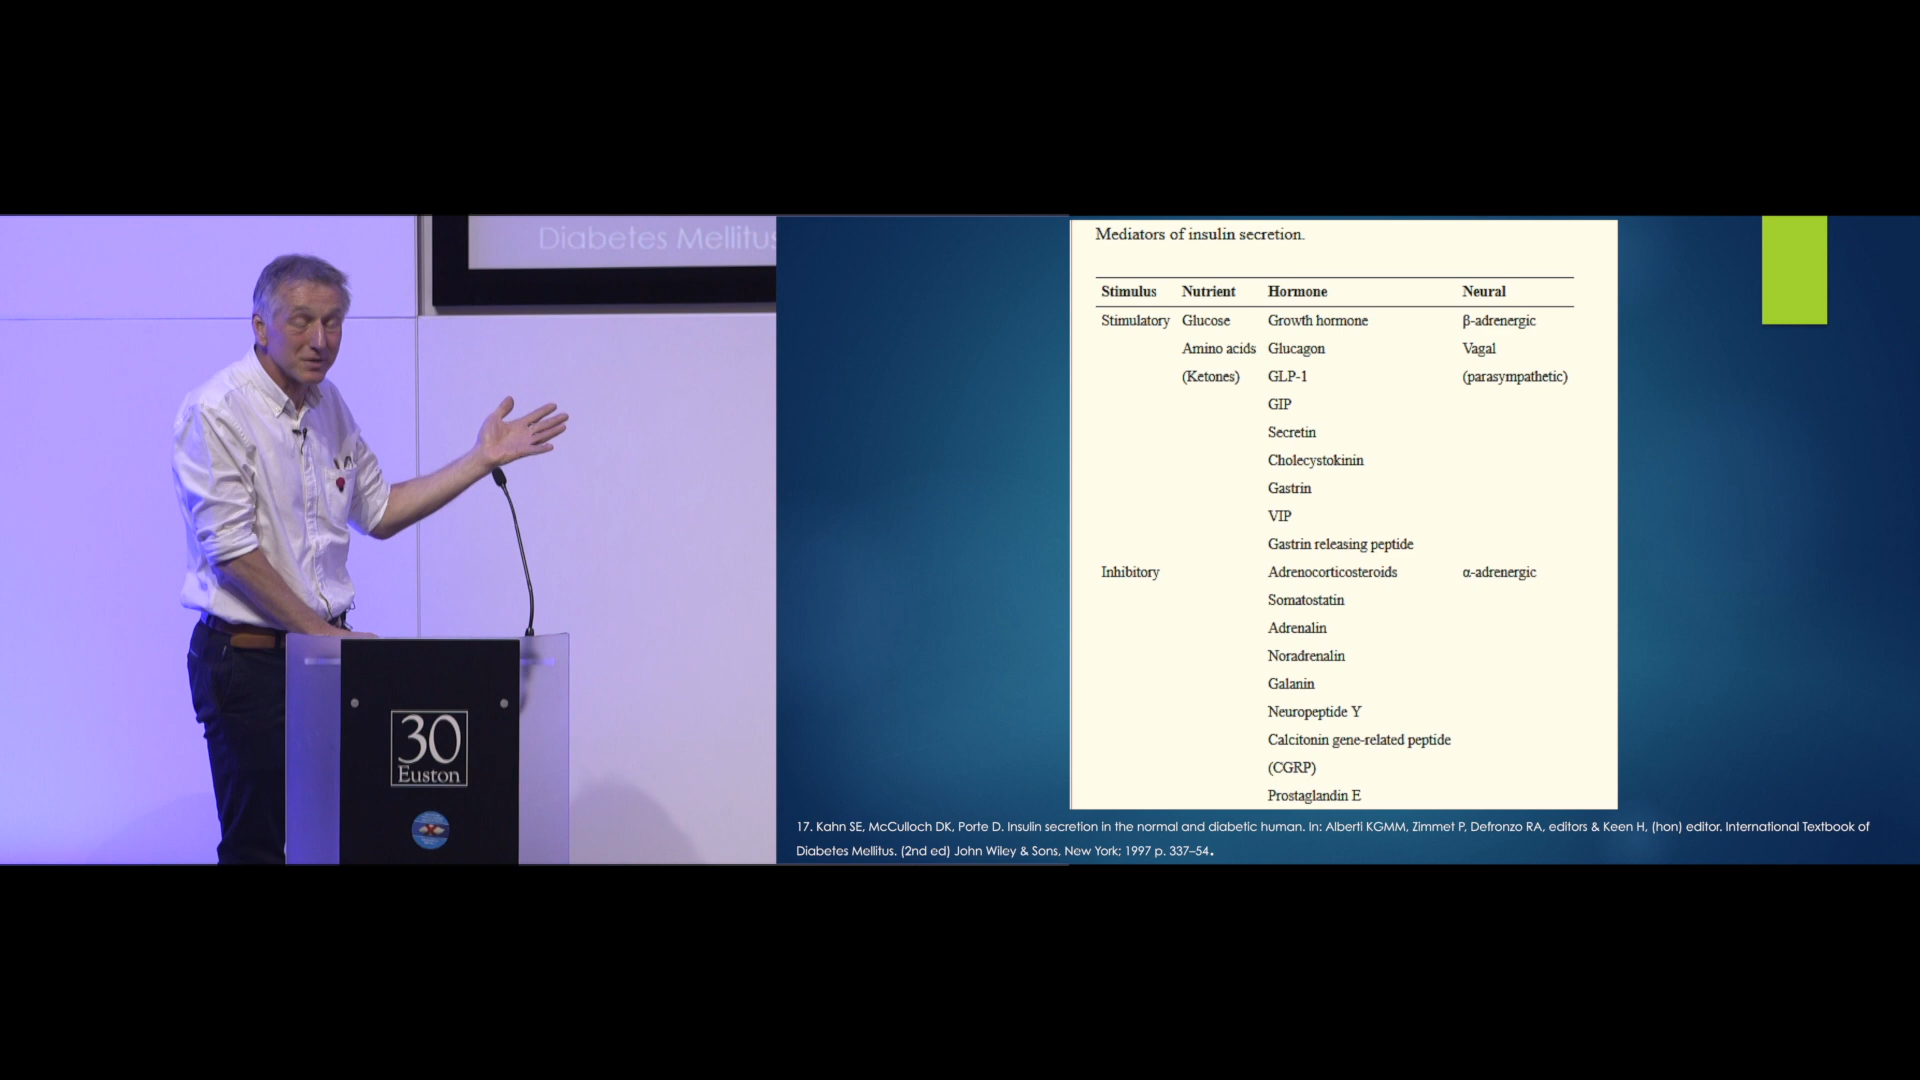 Diabetes Mellitus
30
Euston
Mediators of insulin secretion.
Stimulus Nutrient Hormone Neural
Stimulatory Glucose Growth hormone β-adrenergic
Amino acids Glucagon Vagal
(Ketones) GLP-1 (parasympathetic)
GIP
Secretin
Cholecystokinin
Gastrin
VIP
Gastrin releasing peptide
Inhibitory Adrenocorticosteroids α-adrenergic
Somatostatin
Adrenalin
Noradrenalin
Galanin
Neuropeptide Y
Calcitonin gene-related peptide
(CGRP)
Prostaglandin E
17. Kahn SE, McCulloch DK, Porte D. Insulin secretion in the normal and diabetic human. In: Alberti KGMM, Zimmet P, Defronzo RA, editors & Keen H, (hon) editor. International Textbook of
Diabetes Mellitus. (2nd ed) John Wiley & Sons, New York; 1997 p. 337–54.